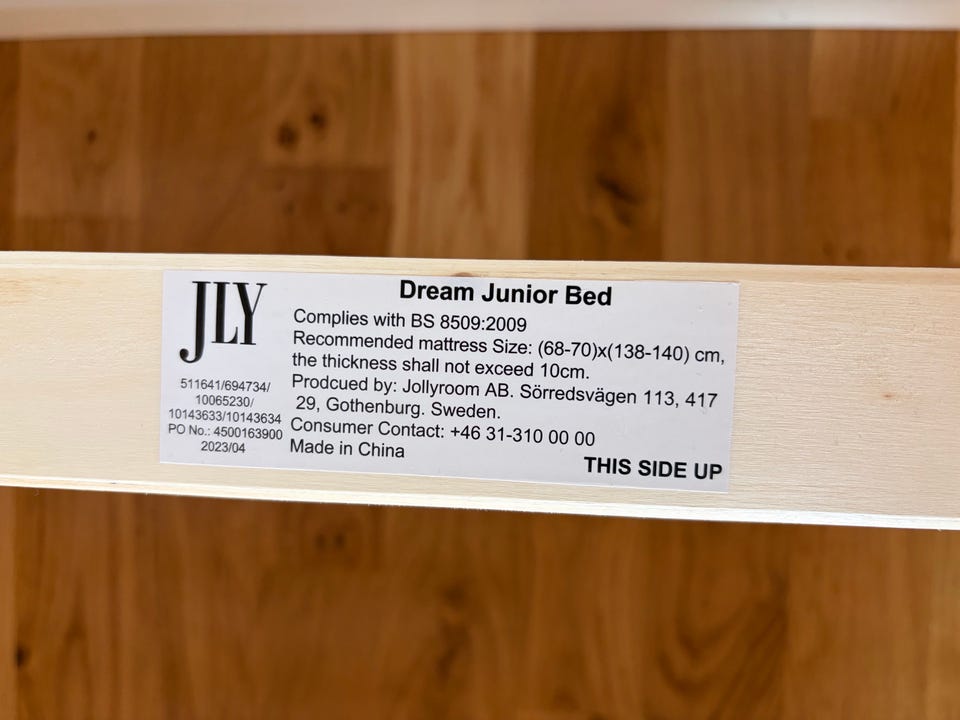 JLY
511641/694734/
10065230/
10143633/10143634
PO No.: 4500163900
2023/04
Dream Junior Bed
Complies with BS 8509:2009
Recommended mattress Size: (68-70)x(138-140) cm,
the thickness shall not exceed 10cm.
Prodcued by: Jollyroom AB. Sörredsvägen 113, 417
29, Gothenburg. Sweden.
Consumer Contact: +46 31-310 00 00
Made in China
THIS SIDE UP